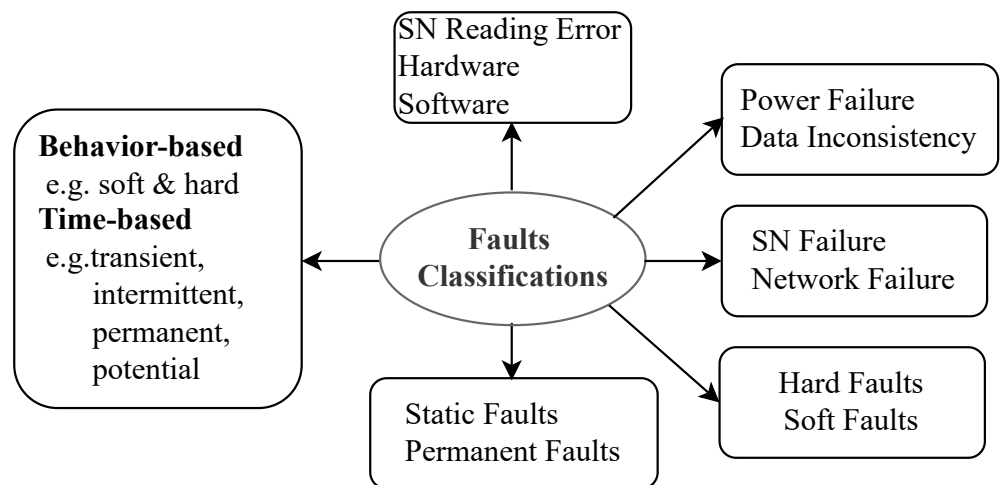 SN Reading Error
Hardware
Software
Power Failure
Data Inconsistency
Behavior-based
e.g. soft & hard
Time-based
e.g.transient,
intermittent,
permanent,
potential
Faults
Classifications
SN Failure
Network Failure
Hard Faults
Soft Faults
Static Faults
Permanent Faults